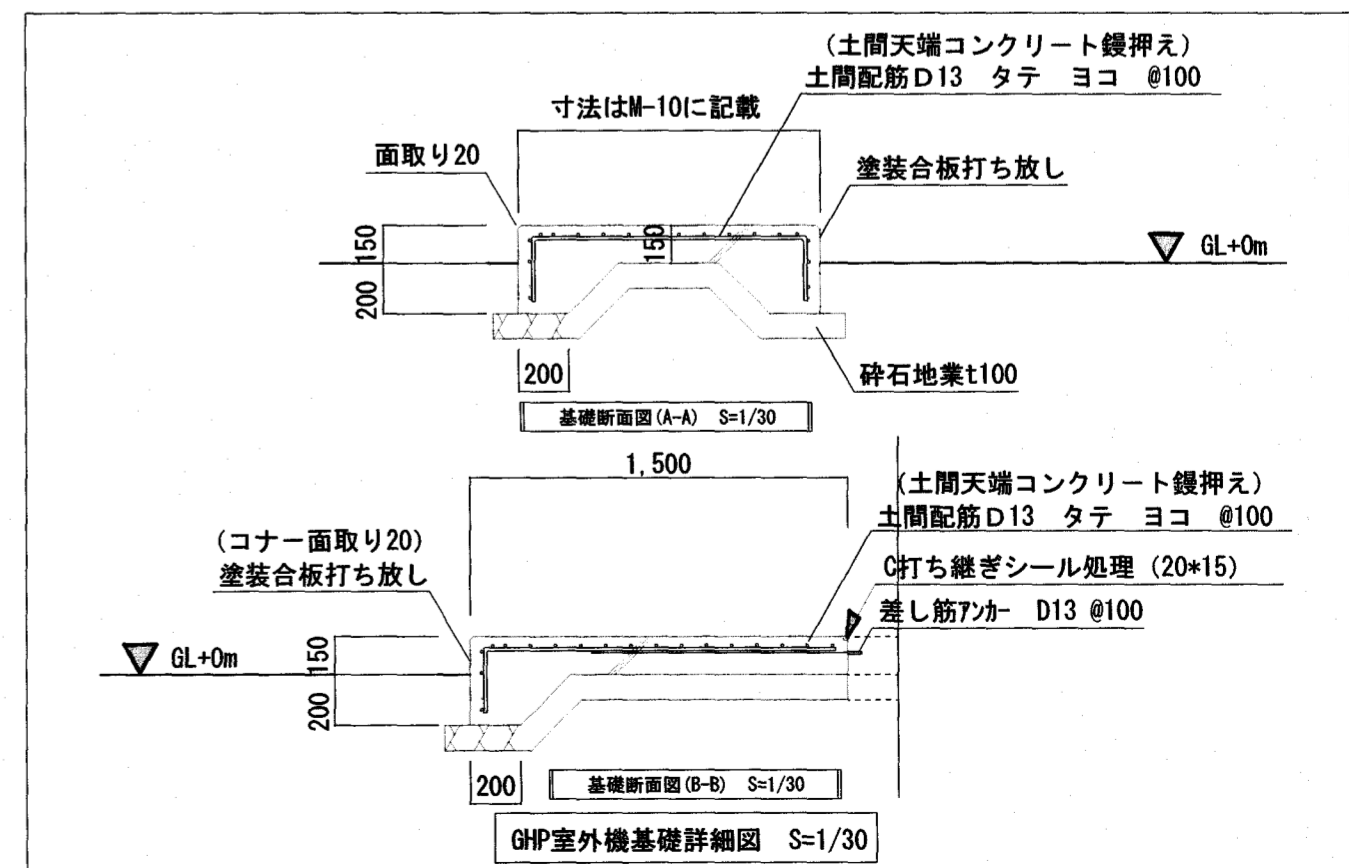 (土間天端コンクリート鏝押え)
土間配筋D13 タテ ヨコ @100
寸法はM-10に記載
面取り20
塗装合板打ち放し
150
150
GL+0m
200
200
砕石地業t100
基礎断面図(A-A) S=1/30
1,500
(土間天端コンクリート鏝押え)
土間配筋D13 タテ ヨコ @100
(コナー面取り20)
塗装合板打ち放し
C打ち継ぎシール処理 (20*15)
差し筋アンカー D13 @100
GL+0m
150
200
200
基礎断面図(B-B) S=1/30
GHP室外機基礎詳細図 S=1/30